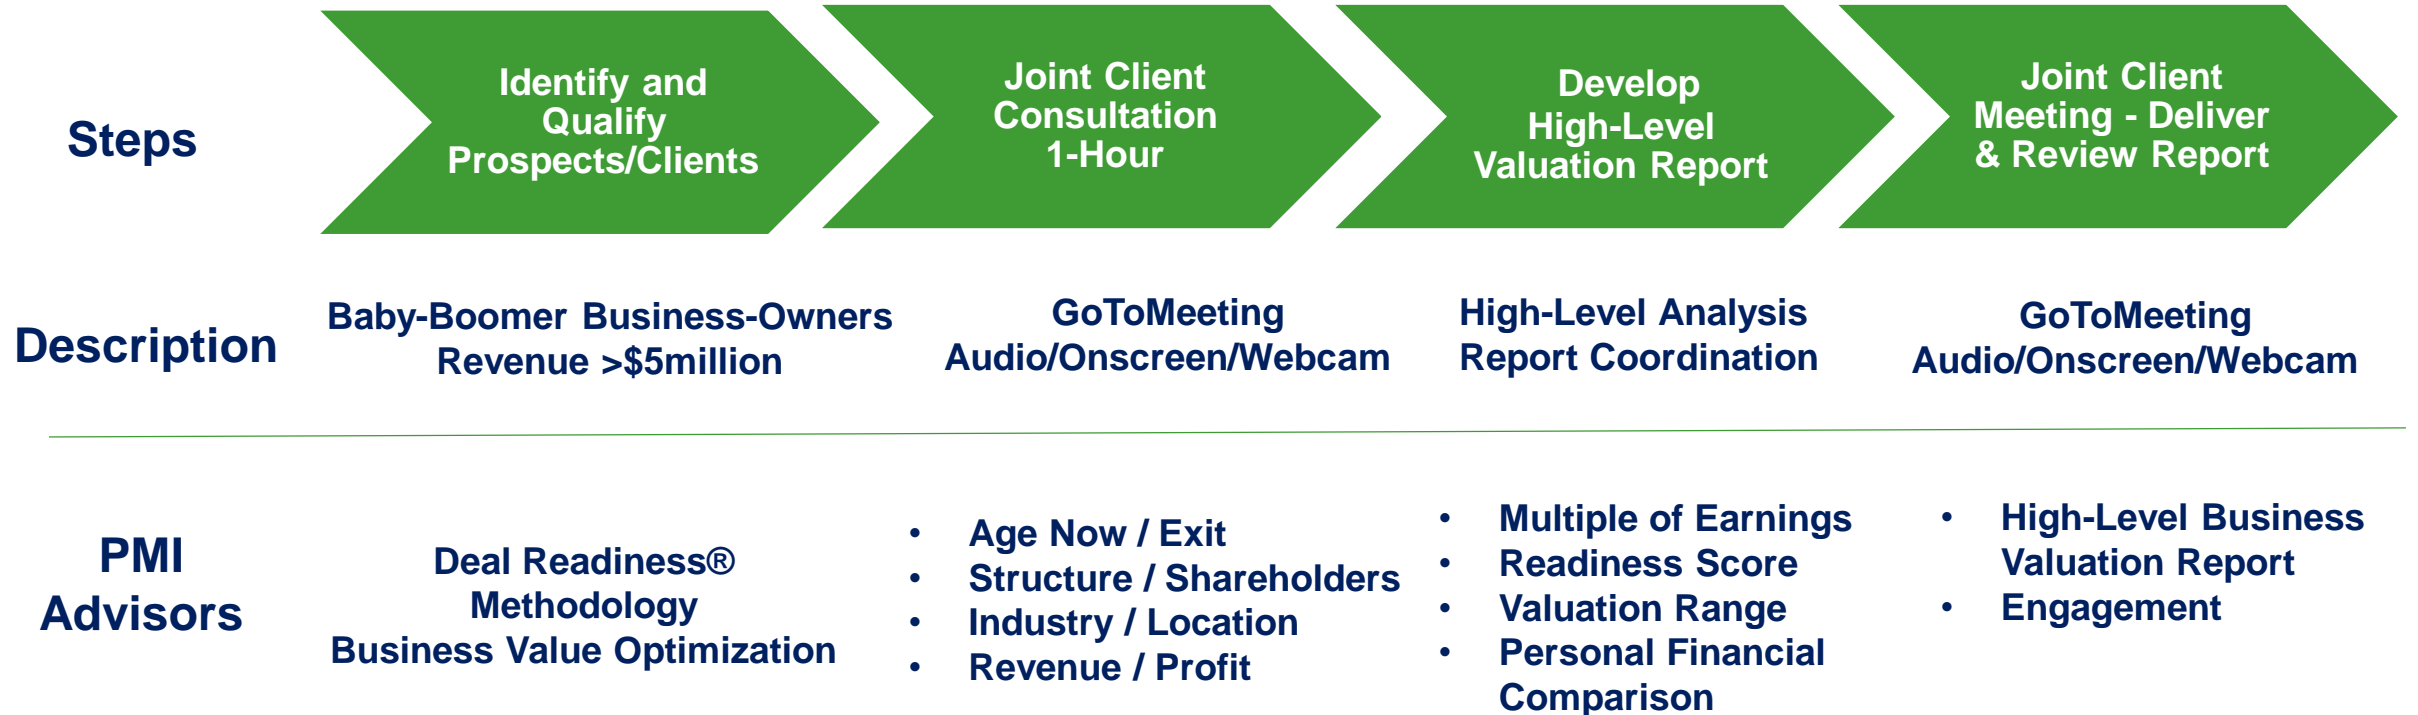 Steps
Identify and
Qualify
Prospects/Clients
Joint Client
Consultation
1-Hour
Develop
High-Level
Valuation Report
Joint Client
Meeting - Deliver
& Review Report
Description
Baby-Boomer Business-Owners
Revenue >$5million
GoToMeeting
Audio/Onscreen/Webcam
High-Level Analysis
Report Coordination
GoToMeeting
Audio/Onscreen/Webcam
PMI
Advisors
Deal Readiness®
Methodology
Business Value Optimization
• Age Now / Exit
• Structure / Shareholders
• Industry / Location
• Revenue / Profit
• Multiple of Earnings
• Readiness Score
• Valuation Range
• Personal Financial
Comparison
• High-Level Business
Valuation Report
• Engagement